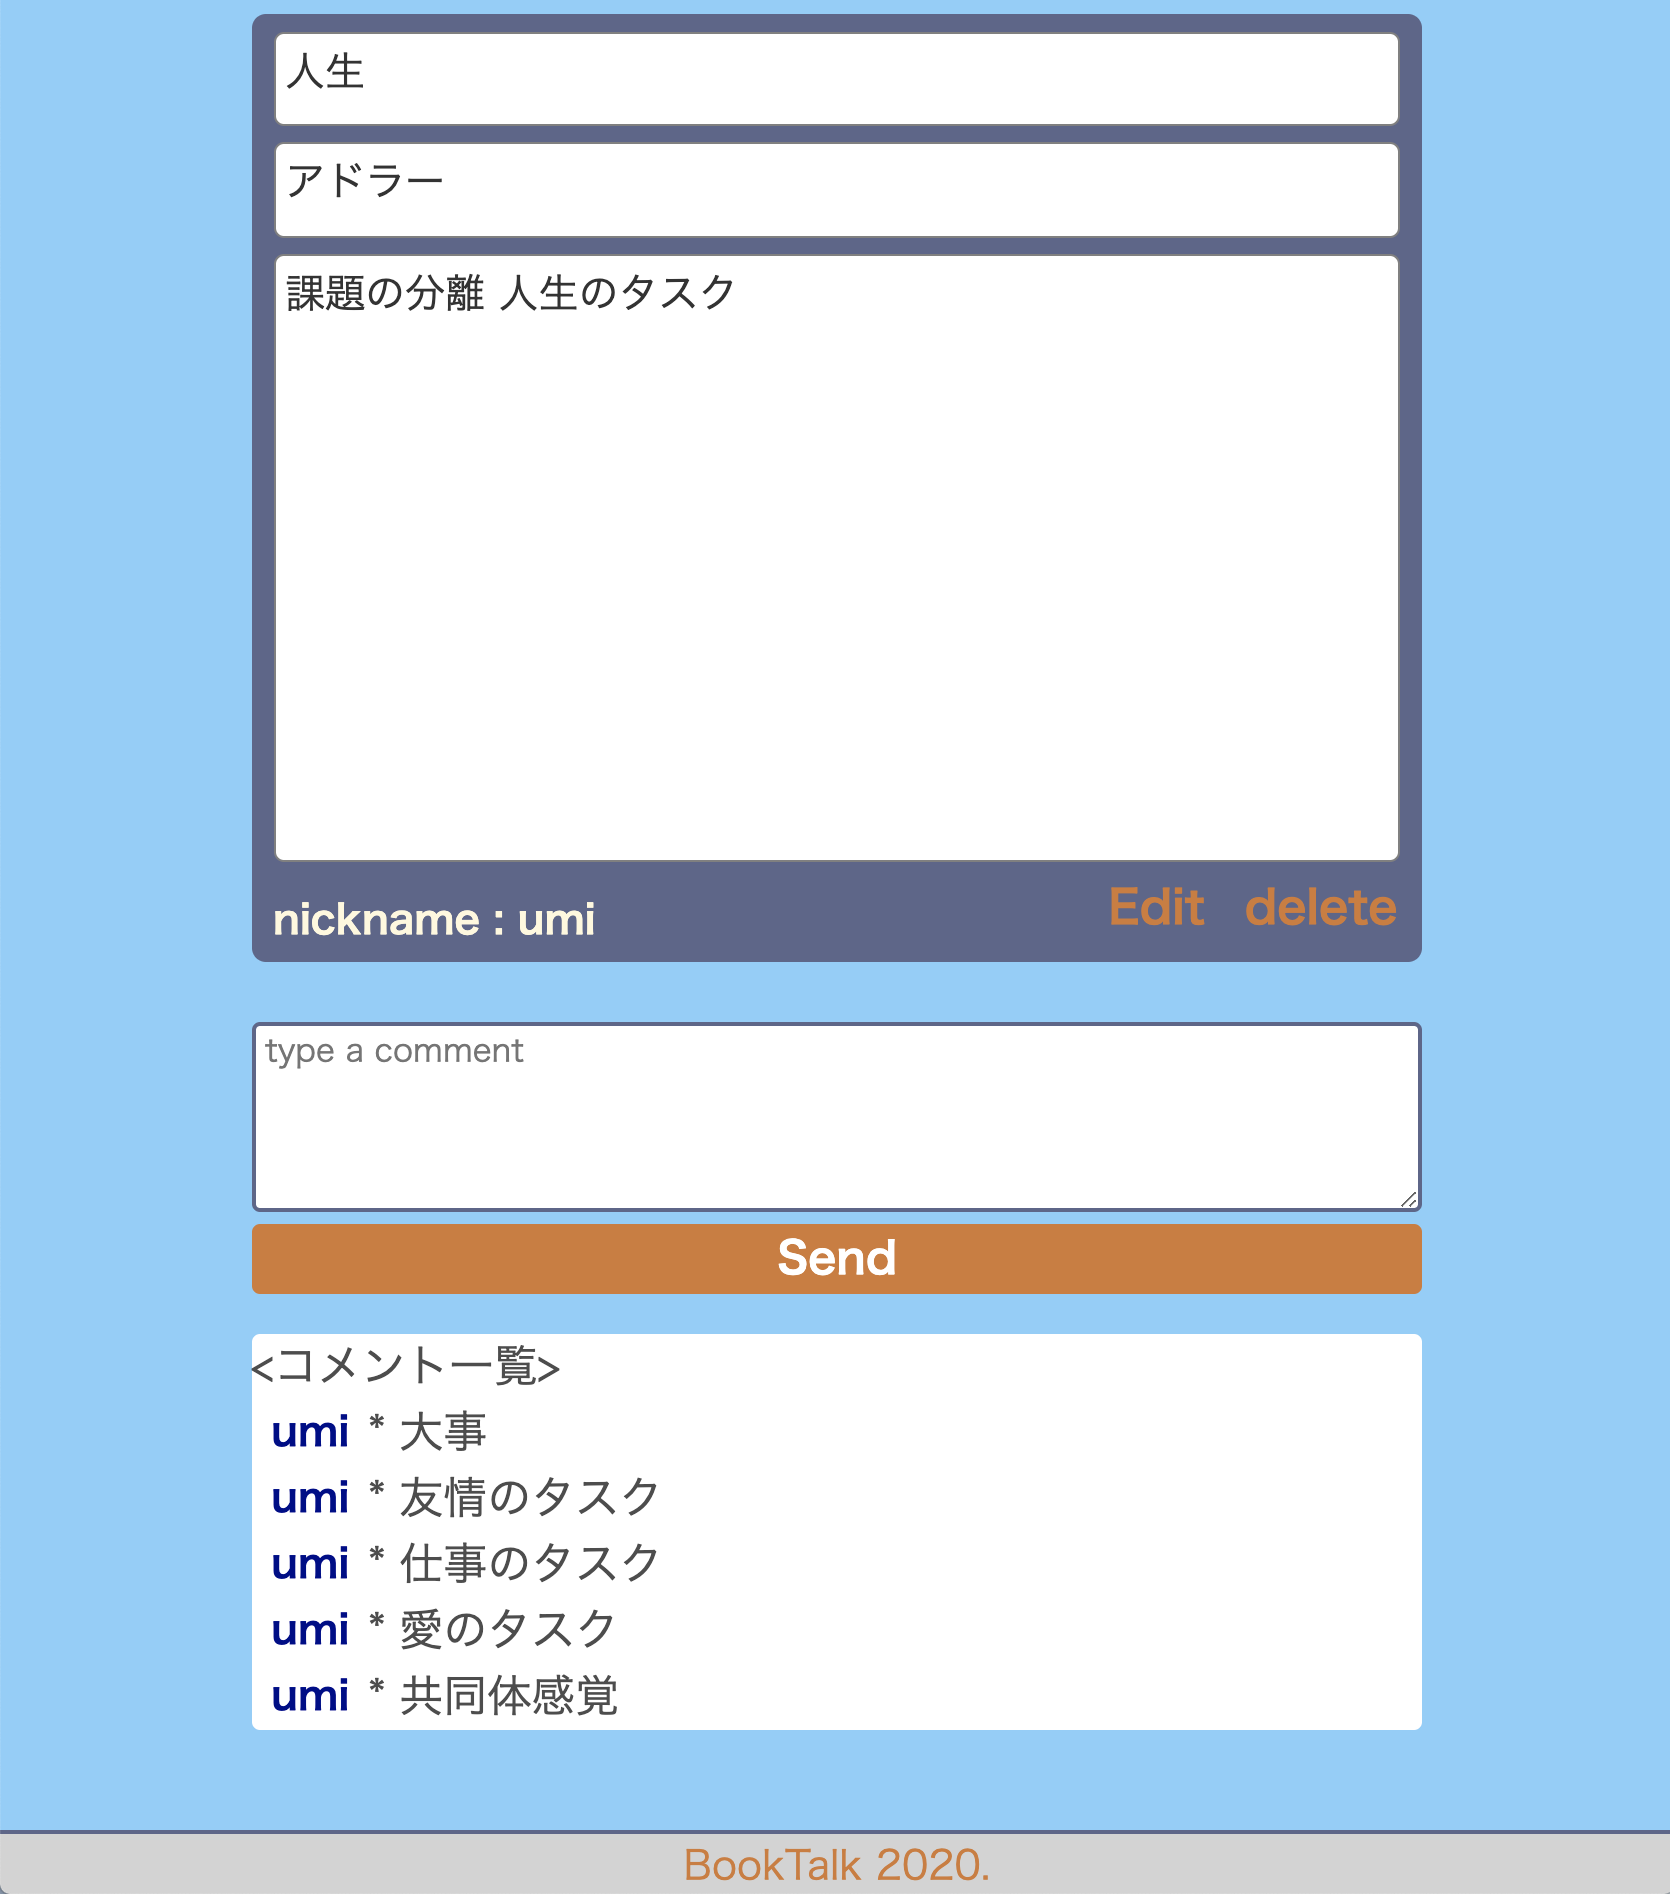 人生
アドラー
課題の分離 人生のタスク
nickname : umi
Edit delete
type a comment
Send
<コメント一覧>
umi * 大事
umi * 友情のタスク
umi * 仕事のタスク
umi * 愛のタスク
umi * 共同体感覚
BookTalk 2020.